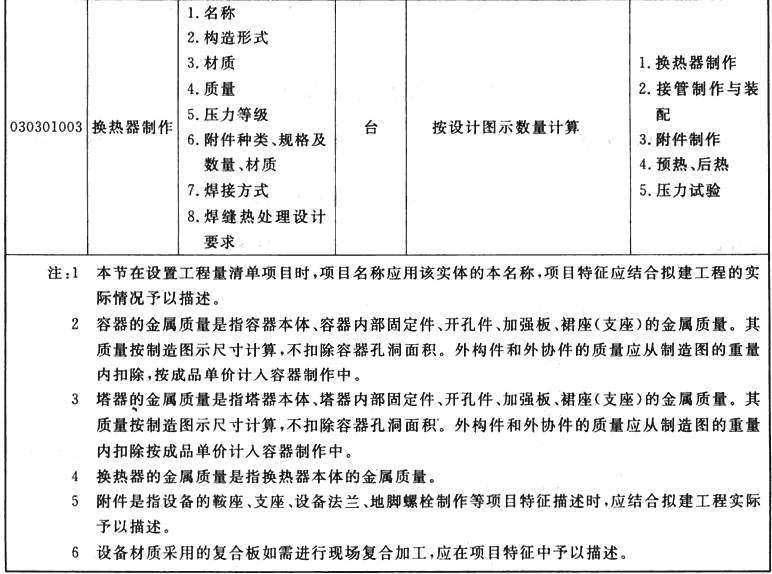 030301003
换热器制作
1.名称
2.构造形式
3.材质
4.质量
5.压力等级
6.附件种类、规格及
数量、材质
7.焊接方式
8.焊缝热处理设计
要求
台
按设计图示数量计算
1.换热器制作
2.接管制作与装
配
3.附件制作
4.预热、后热
5.压力试验
注:1 本节在设置工程量清单项目时,项目名称应用该实体的本名称,项目特征应结合拟建工程的实
际情况予以描述。
2 容器的金属质量是指容器本体、容器内部固定件、开孔件、加强板、裙座(支座)的金属质量。其
质量按制造图示尺寸计算,不扣除容器孔洞面积。外构件和外协件的质量应从制造图的重量
内扣除,按成品单价计入容器制作中。
3 塔器的金属质量是指塔器本体、塔器内部固定件、开孔件、加强板、裙座(支座)的金属质量。其
质量按制造图示尺寸计算,不扣除容器孔洞面积。外构件和外协件的质量应从制造图的重量
内扣除按成品单价计入容器制作中。
4 换热器的金属质量是指换热器本体的金属质量。
5 附件是指设备的鞍座、支座、设备法兰、地脚螺栓制作等项目特征描述时,应结合拟建工程实际
予以描述。
6 设备材质采用的复合板如需进行现场复合加工,应在项目特征中予以描述。